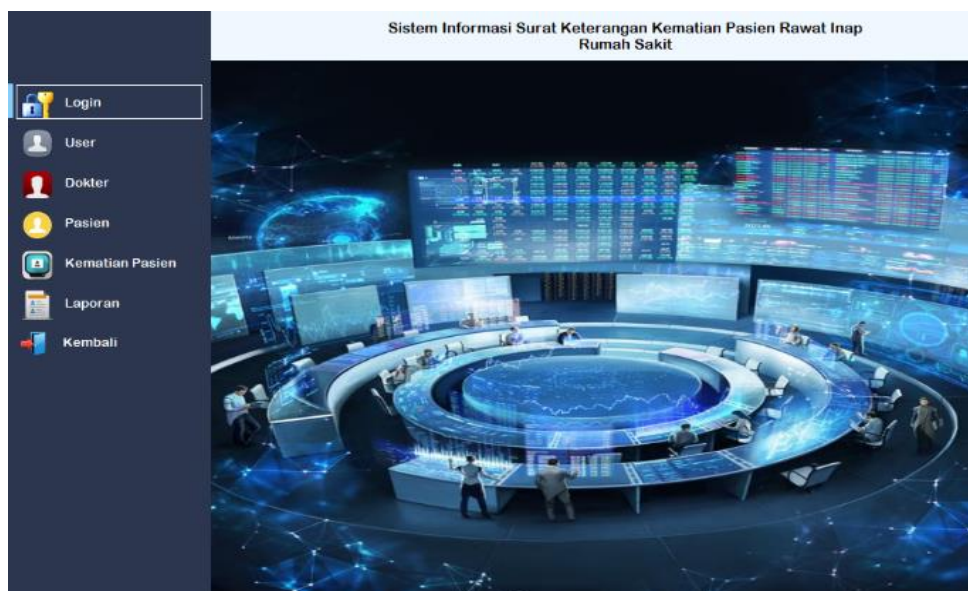 Sistem Informasi Surat Keterangan Kematian Pasien Rawat Inap
Rumah Sakit
Login
User
Dokter
Pasien
Kematian Pasien
Laporan
Kembali